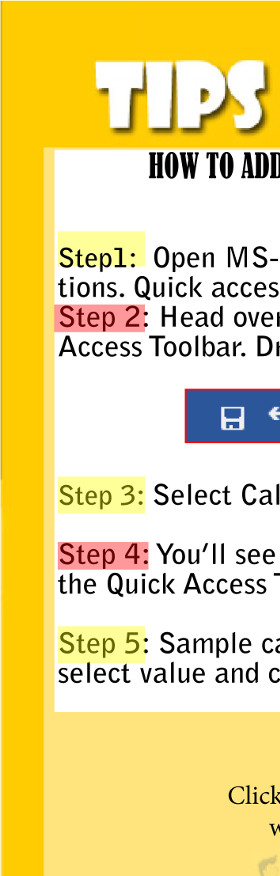 TIPS
HOW TO ADD
Step1: Open MS-
tions. Quick acces
Step 2: Head over
Access Toolbar. Dr
Step 3: Select Cal
Step 4: You'll see
the Quick Access T
Step 5: Sample ca
select value and c
Click
w